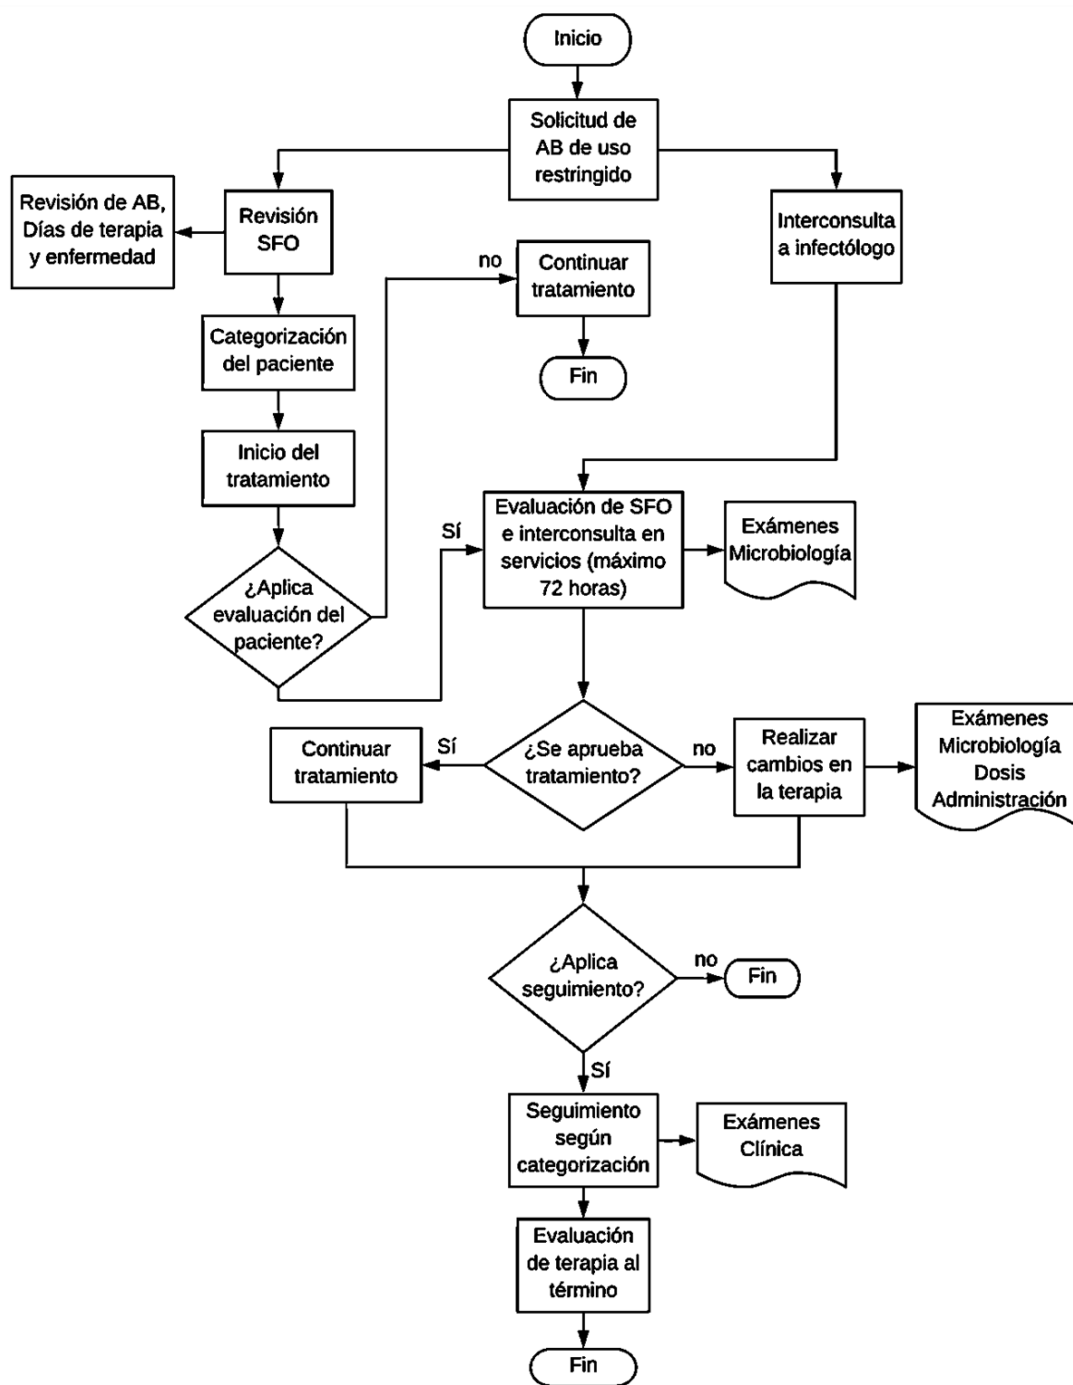 Inicio
Solicitud de
AB de uso
restringido
Revisión de AB,
Días de terapia
y enfermedad
Revisión
SFO
Interconsulta
a infectólogo
no
Continuar
tratamiento
Categorización
del paciente
Fin
Inicio del
tratamiento
Evaluación de SFO
e interconsulta en
servicios (máximo
72 horas)
Exámenes
Microbiología
Sí
¿Aplica
evaluación del
paciente?
Continuar
tratamiento
Sí
¿Se aprueba
tratamiento?
no
Realizar
cambios en
la terapia
Exámenes
Microbiología
Dosis
Administración
¿Aplica
seguimiento?
no
Fin
Sí
Seguimiento
según
categorización
Exámenes
Clínica
Evaluación
de terapia al
término
Fin